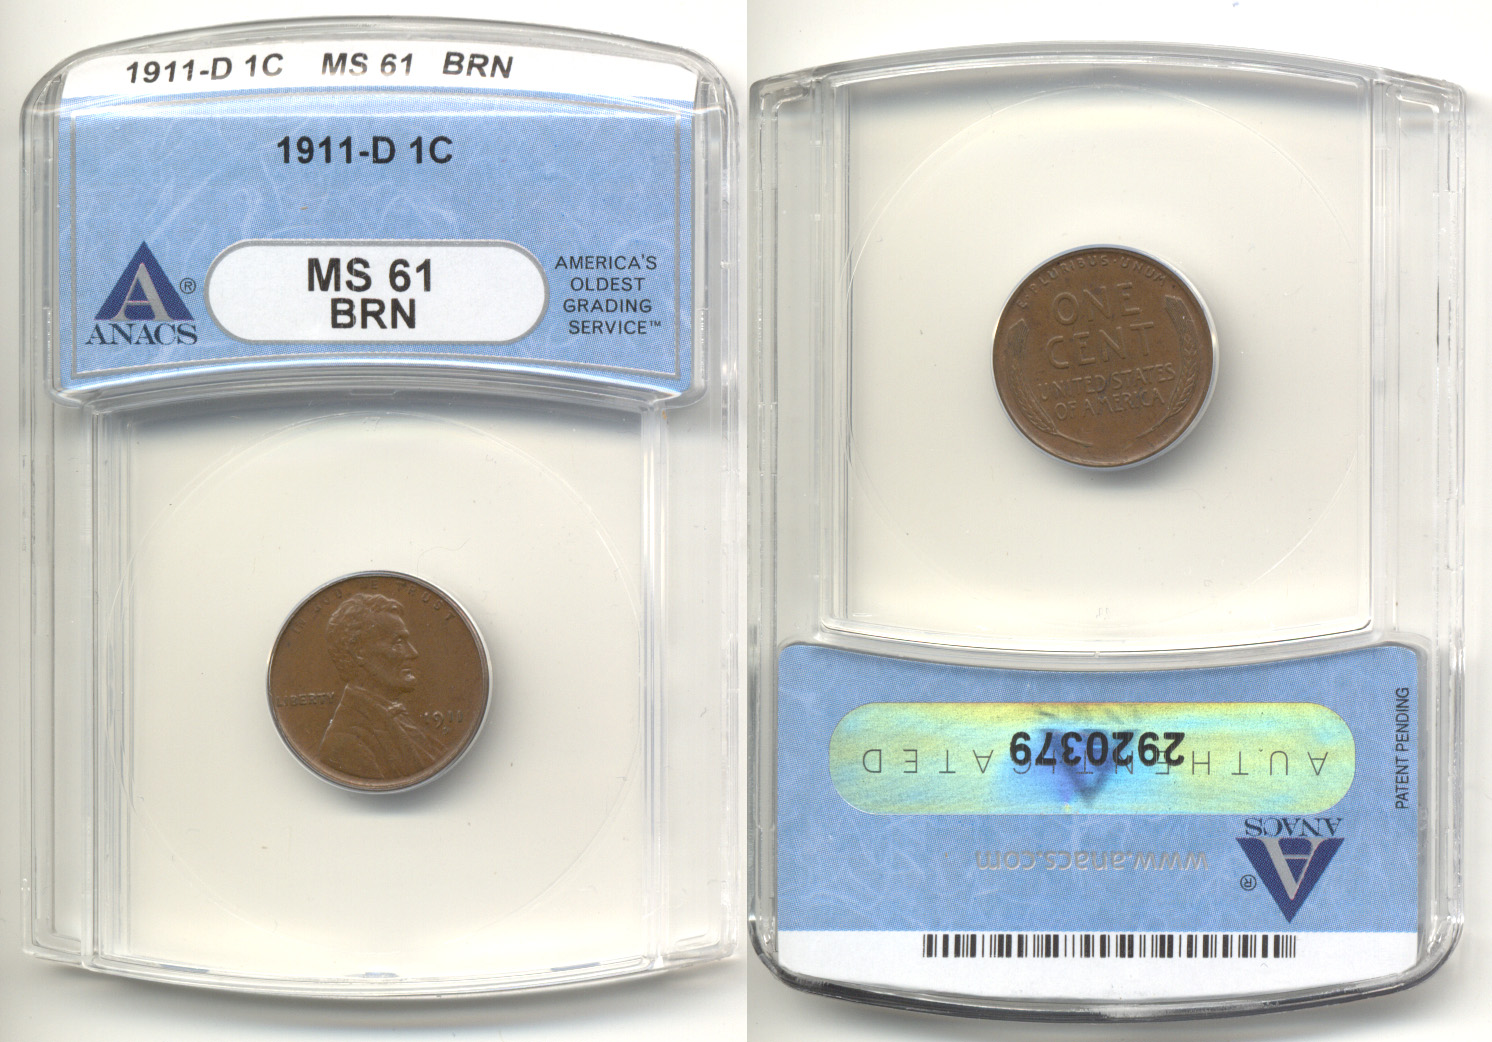 1911-D 1C MS 61 BRN
1911-D 1C
ANACS
®
MS 61
BRN
AMERICA'S
OLDEST
GRADING
SERVICE™
IN GOD WE TRUST
LIBERTY
1911
E·PLURIBUS·UNUM
ONE
CENT
UNITED STATES
OF AMERICA
PATENT PENDING
AUTHENTICATED
2920379
ANACS
®
www.anacs.com